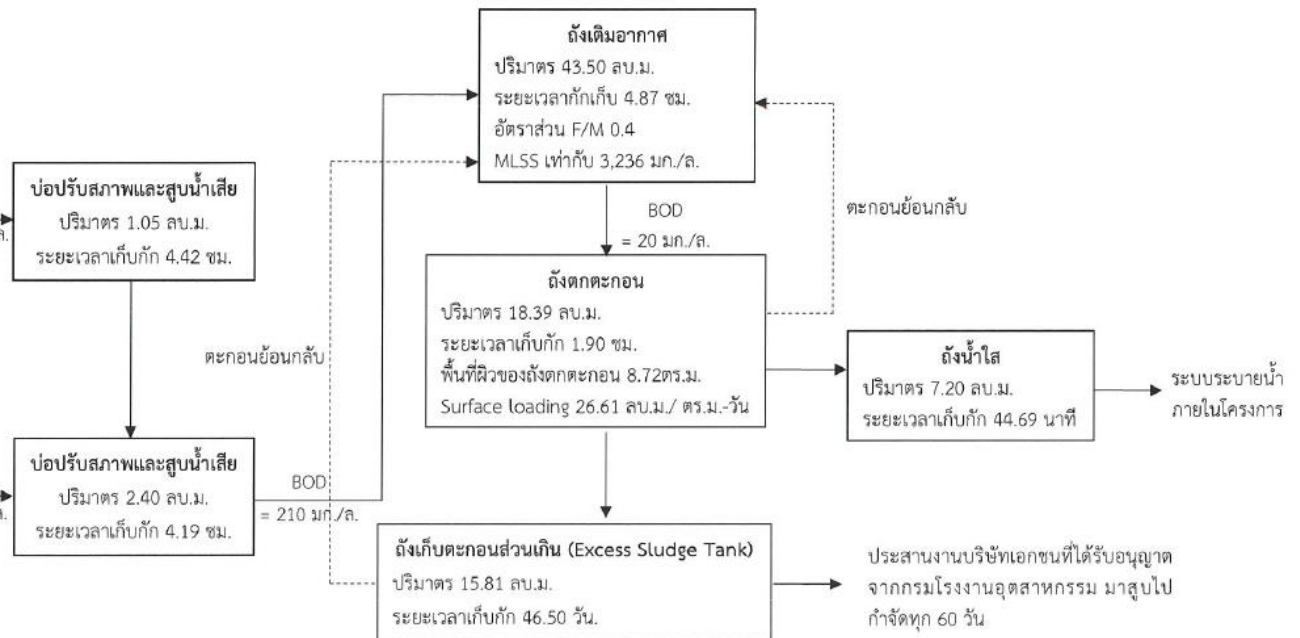 ถังเติมอากาศ
ปริมาตร 43.50 ลบ.ม.
ระยะเวลากักเก็บ 4.87 ชม.
อัตราส่วน F/M 0.4
MLSS เท่ากับ 3,236 มก./ล.
บ่อปรับสภาพและสูบน้ำเสีย
ปริมาตร 1.05 ลบ.ม.
ระยะเวลาเก็บกัก 4.42 ชม.
ล.
BOD
= 20 มก./ล.
ตะกอนย้อนกลับ
ถังตกตะกอน
ปริมาตร 18.39 ลบ.ม.
ระยะเวลาเก็บกัก 1.90 ชม.
พื้นที่ผิวของถังตกตะกอน 8.72ตร.ม.
Surface loading 26.61 ลบ.ม./ ตร.ม.-วัน
ตะกอนย้อนกลับ
ถังน้ำใส
ปริมาตร 7.20 ลบ.ม.
ระยะเวลาเก็บกัก 44.69 นาที
ระบบระบายน้ำ
ภายในโครงการ
บ่อปรับสภาพและสูบน้ำเสีย
ปริมาตร 2.40 ลบ.ม.
ระยะเวลาเก็บกัก 4.19 ชม.
ล.
BOD
= 210 มก./ล.
ถังเก็บตะกอนส่วนเกิน (Excess Sludge Tank)
ปริมาตร 15.81 ลบ.ม.
ระยะเวลาเก็บกัก 46.50 วัน.
ประสานงานบริษัทเอกชนที่ได้รับอนุญาต
จากกรมโรงงานอุตสาหกรรม มาสูบไป
กำจัดทุก 60 วัน